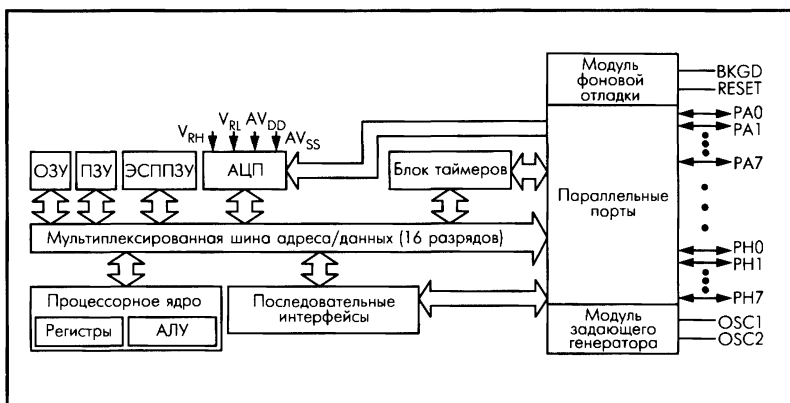 Модуль
фоновой
отладки
BKGD
RESET
V_RH V_RL AV_DD AV_SS
PA0
PA1
PA7
ОЗУ ПЗУ ЭСППЗУ АЦП Блок таймеров
Параллельные
порты
Мультиплексированная шина адреса/данных (16 разрядов)
PH0
PH1
PH7
Процессорное ядро
Регистры АЛУ
Последовательные
интерфейсы
Модуль
задающего
генератора
OSC1
OSC2